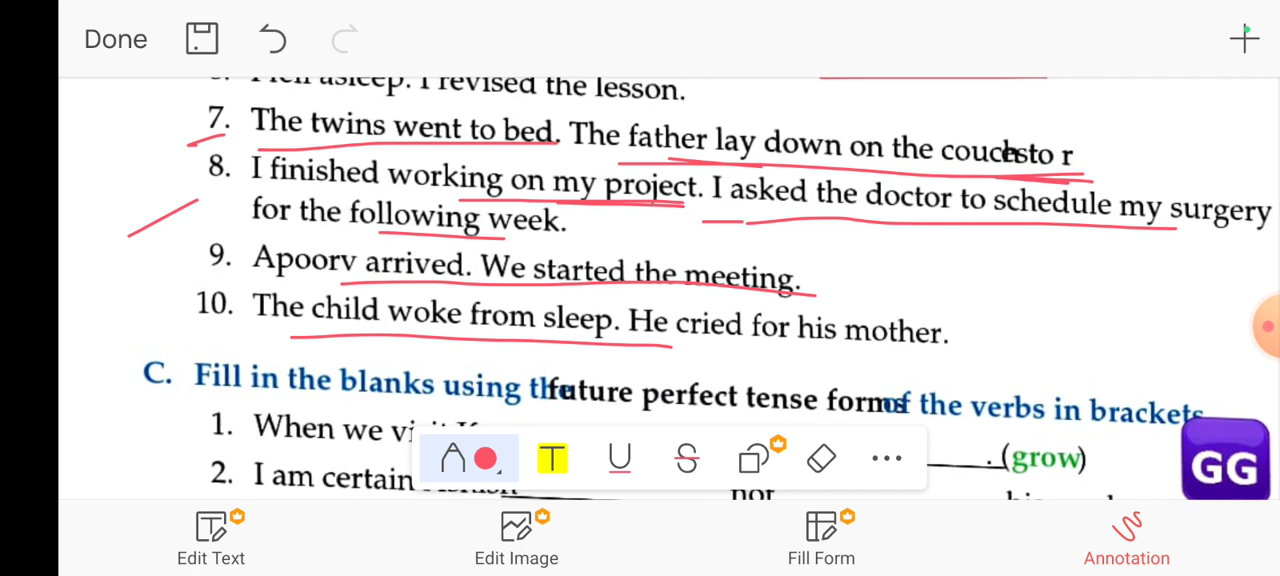 Done
I fell asleep. I revised the lesson.
7. The twins went to bed. The father lay down on the couch to r
8. I finished working on my project. I asked the doctor to schedule my surgery
for the following week.
9. Apoorv arrived. We started the meeting.
10. The child woke from sleep. He cried for his mother.
C. Fill in the blanks using the future perfect tense forms of the verbs in brackets
1. When we . (grow)
2. I am certain not
T U S
GG
Edit Text Edit Image Fill Form Annotation